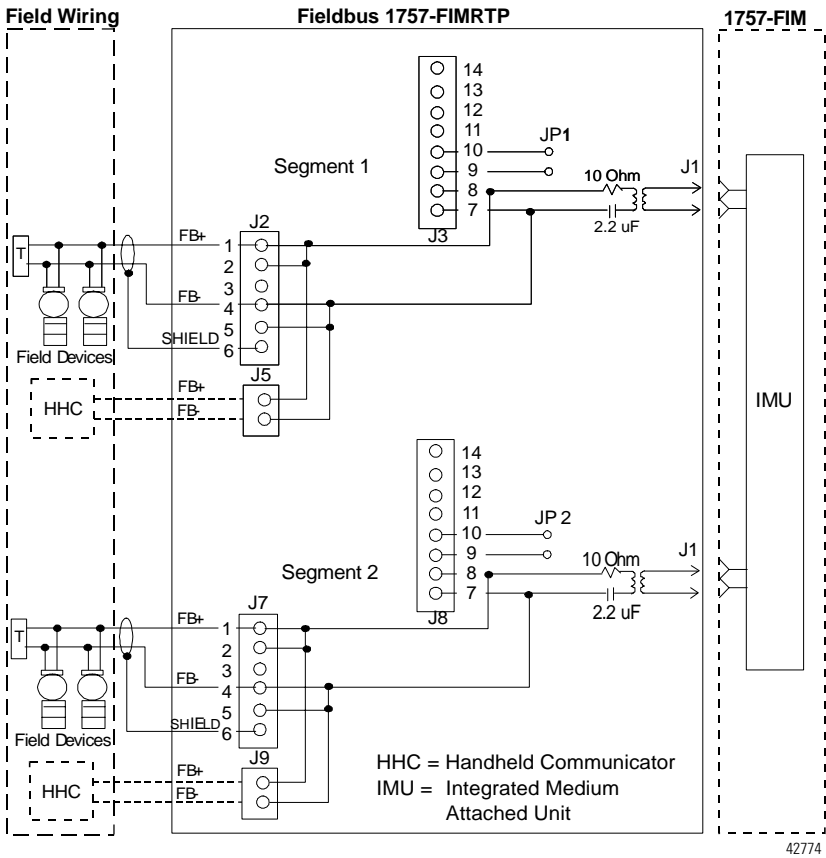 Field Wiring
Fieldbus 1757-FIMRTP
1757-FIM
14
13
12
11
10
9
8
7
JP1
J3
Segment 1
10 Ohm
2.2 uF
J1
J2
FB+
1
2
3
FB-
4
5
SHIELD
6
T
Field Devices
J5
FB+
FB-
HHC
IMU
14
13
12
11
10
9
8
7
JP 2
J8
Segment 2
10 Ohm
2.2 uF
J1
J7
FB+
1
2
3
FB-
4
5
SHIELD
6
T
Field Devices
J9
FB+
FB-
HHC
HHC = Handheld Communicator
IMU = Integrated Medium
Attached Unit
42774